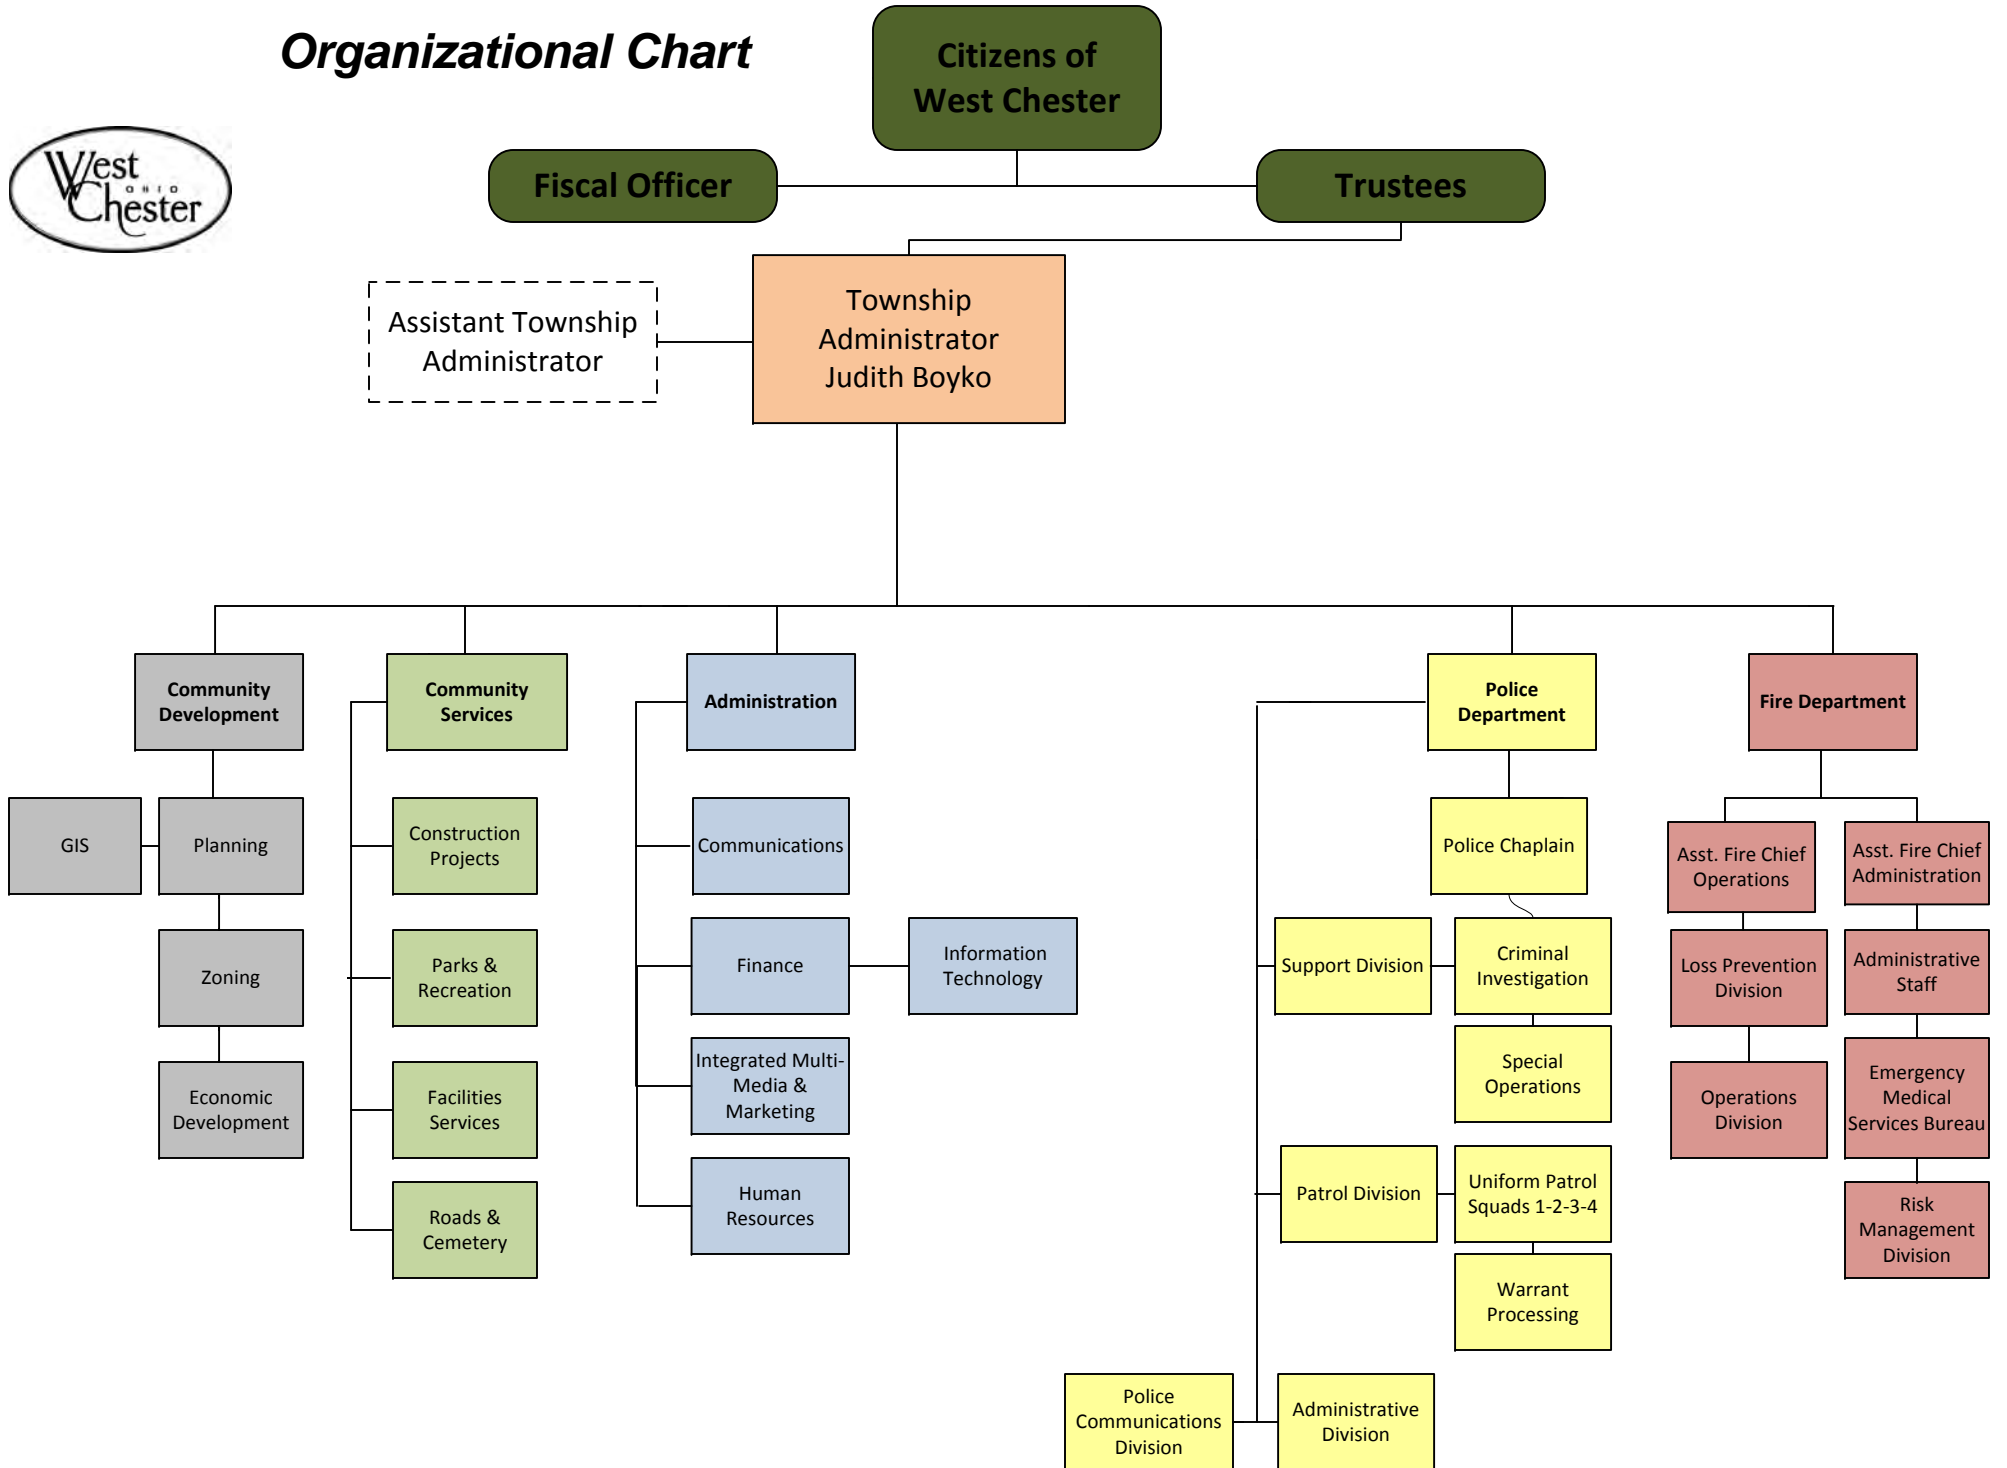 Organizational Chart
Citizens of
West Chester
West
OHIO
Chester
Fiscal Officer
Trustees
Assistant Township
Administrator
Township
Administrator
Judith Boyko
Community
Development
Community
Services
Administration
Police
Department
Fire Department
GIS
Planning
Zoning
Economic
Development
Construction
Projects
Parks &
Recreation
Facilities
Services
Roads &
Cemetery
Communications
Finance
Information
Technology
Integrated Multi-
Media &
Marketing
Human
Resources
Police Chaplain
Support Division
Criminal
Investigation
Special
Operations
Patrol Division
Uniform Patrol
Squads 1-2-3-4
Warrant
Processing
Police
Communications
Division
Administrative
Division
Asst. Fire Chief
Operations
Loss Prevention
Division
Operations
Division
Asst. Fire Chief
Administration
Administrative
Staff
Emergency
Medical
Services Bureau
Risk
Management
Division